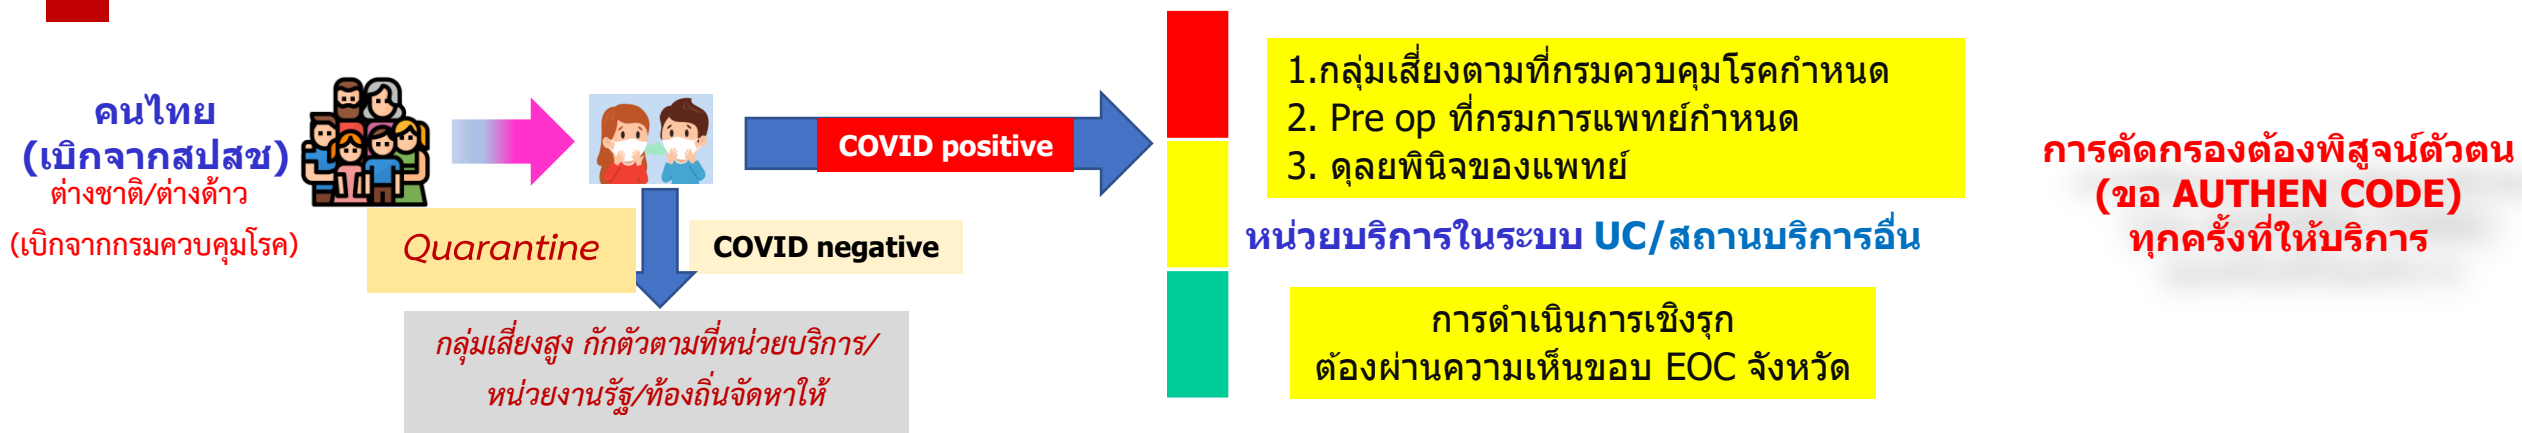 คนไทย
(เบิกจากสปสช)
ต่างชาติ/ต่างด้าว
(เบิกจากกรมควบคุมโรค)
Quarantine
COVID positive
COVID negative
กลุ่มเสี่ยงสูง กักตัวตามที่หน่วยบริการ/
หน่วยงานรัฐ/ท้องถิ่นจัดหาให้
1.กลุ่มเสี่ยงตามที่กรมควบคุมโรคกำหนด
2. Pre op ที่กรมการแพทย์กำหนด
3. ดุลยพินิจของแพทย์
หน่วยบริการในระบบ UC/สถานบริการอื่น
การดำเนินการเชิงรุก
ต้องผ่านความเห็นขอบ EOC จังหวัด
การคัดกรองต้องพิสูจน์ตัวตน
(ขอ AUTHEN CODE)
ทุกครั้งที่ให้บริการ